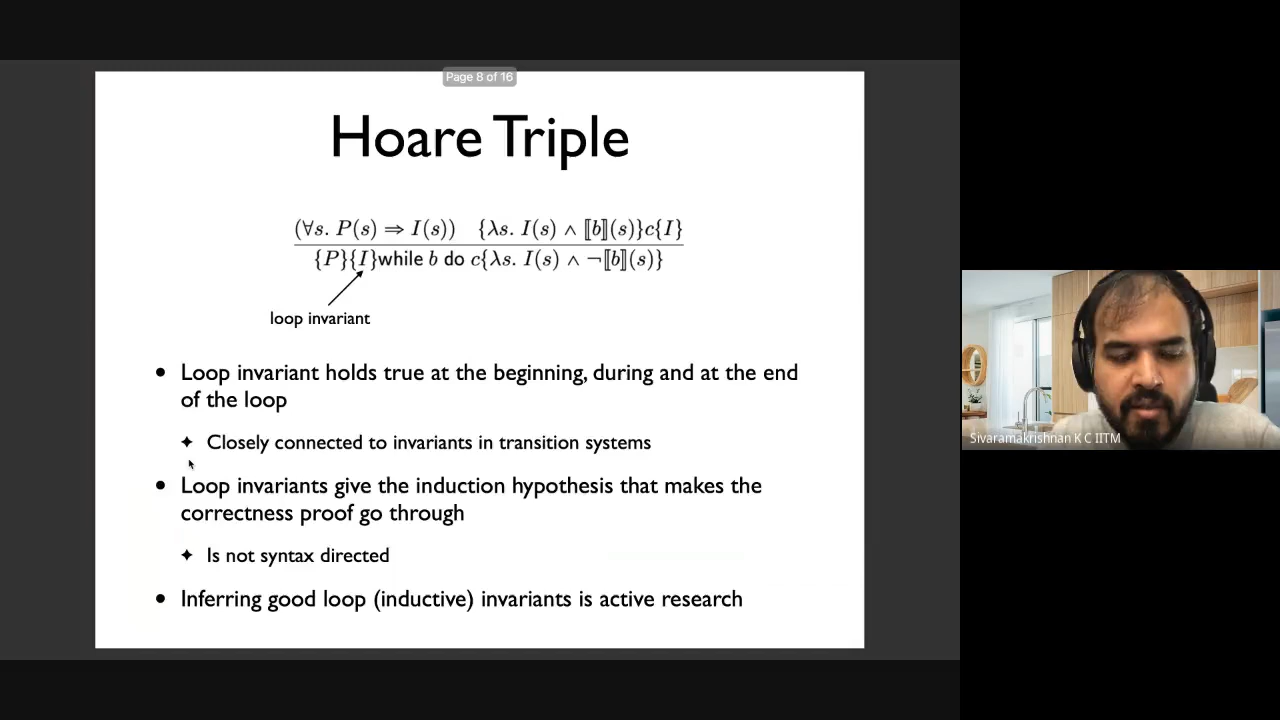 Page 8 of 16
Hoare Triple
(∀s. P(s) ⇒ I(s)) {λs. I(s) ∧ ⟦b⟧(s)}c{I}
{P}{I}while b do c{λs. I(s) ∧ ¬⟦b⟧(s)}
loop invariant
• Loop invariant holds true at the beginning, during and at the end
of the loop
✦ Closely connected to invariants in transition systems
• Loop invariants give the induction hypothesis that makes the
correctness proof go through
✦ Is not syntax directed
• Inferring good loop (inductive) invariants is active research
Sivaramakrishnan K C IITM